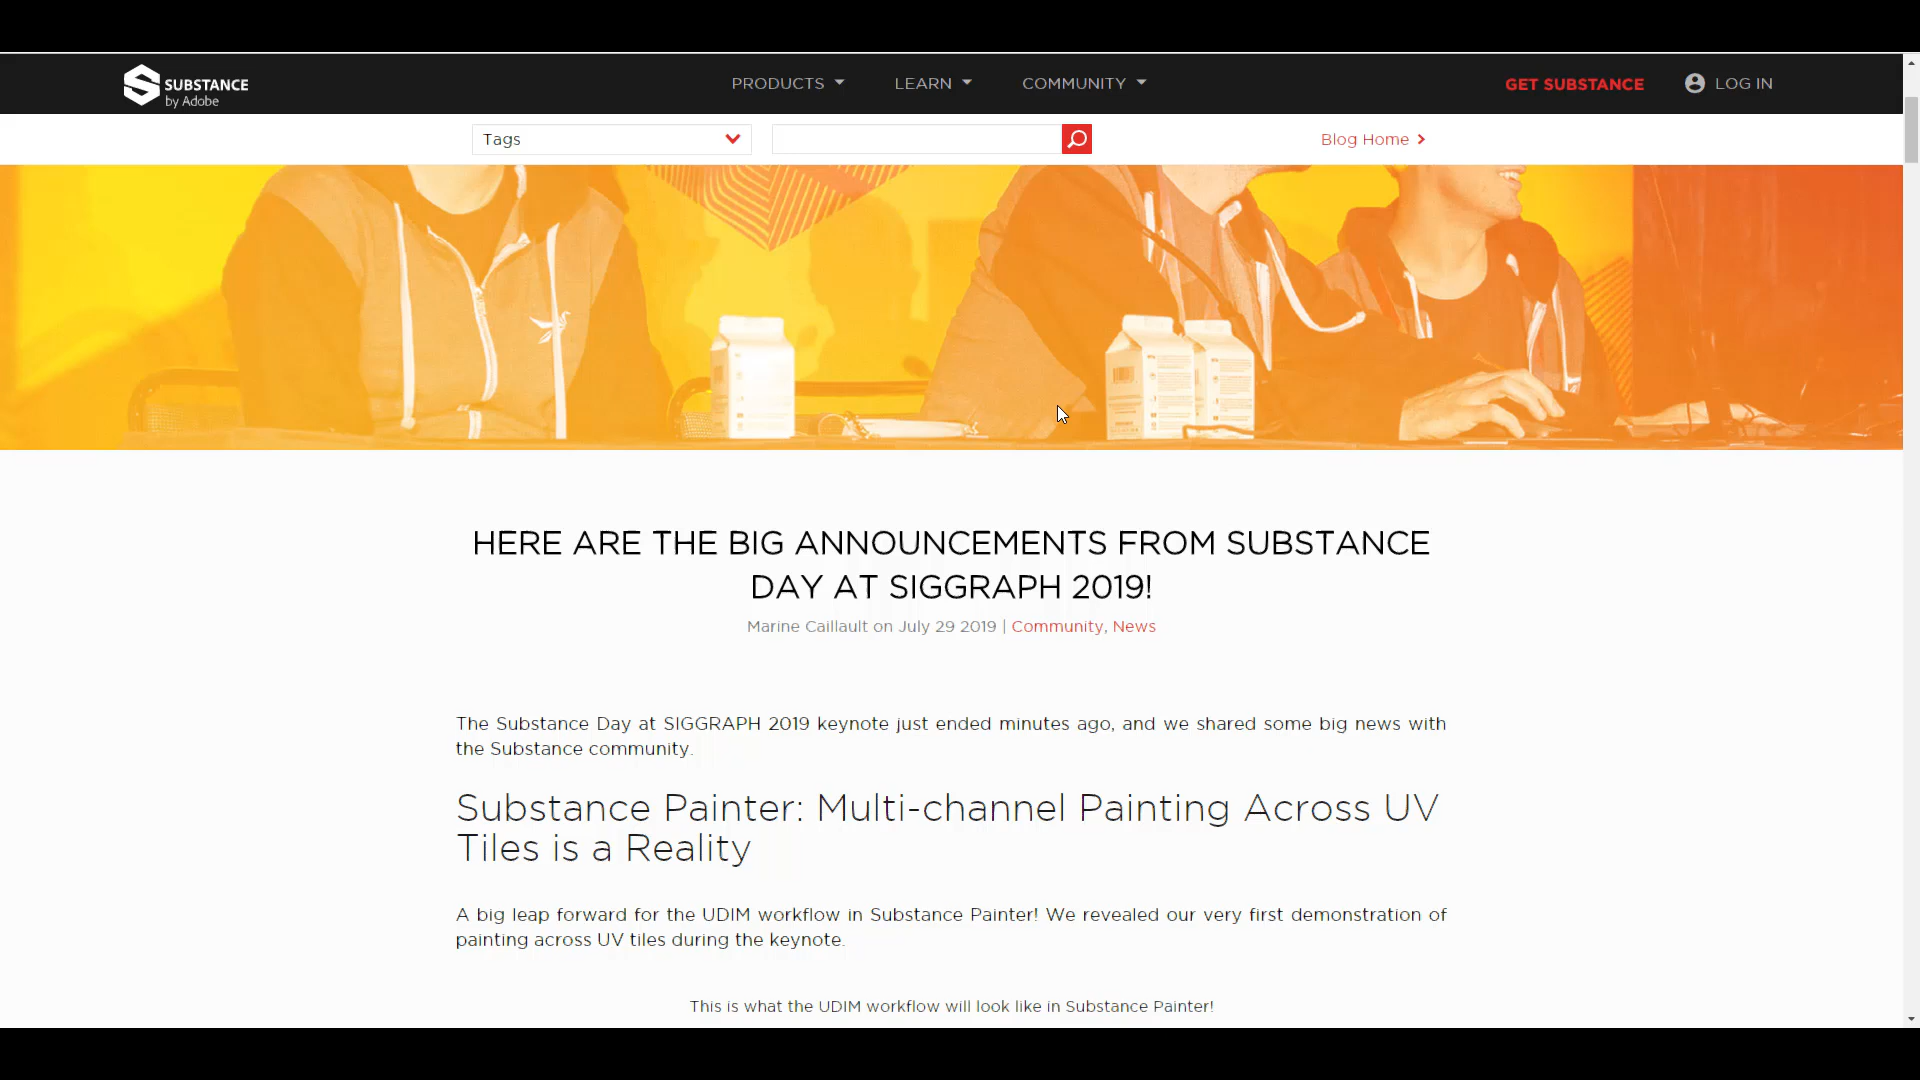 SUBSTANCE
by Adobe
PRODUCTS
LEARN
COMMUNITY
GET SUBSTANCE
LOG IN
Tags
Blog Home
HERE ARE THE BIG ANNOUNCEMENTS FROM SUBSTANCE
DAY AT SIGGRAPH 2019!
Marine Caillault on July 29 2019 | Community, News
The Substance Day at SIGGRAPH 2019 keynote just ended minutes ago, and we shared some big news with
the Substance community.
Substance Painter: Multi-channel Painting Across UV
Tiles is a Reality
A big leap forward for the UDIM workflow in Substance Painter! We revealed our very first demonstration of
painting across UV tiles during the keynote.
This is what the UDIM workflow will look like in Substance Painter!